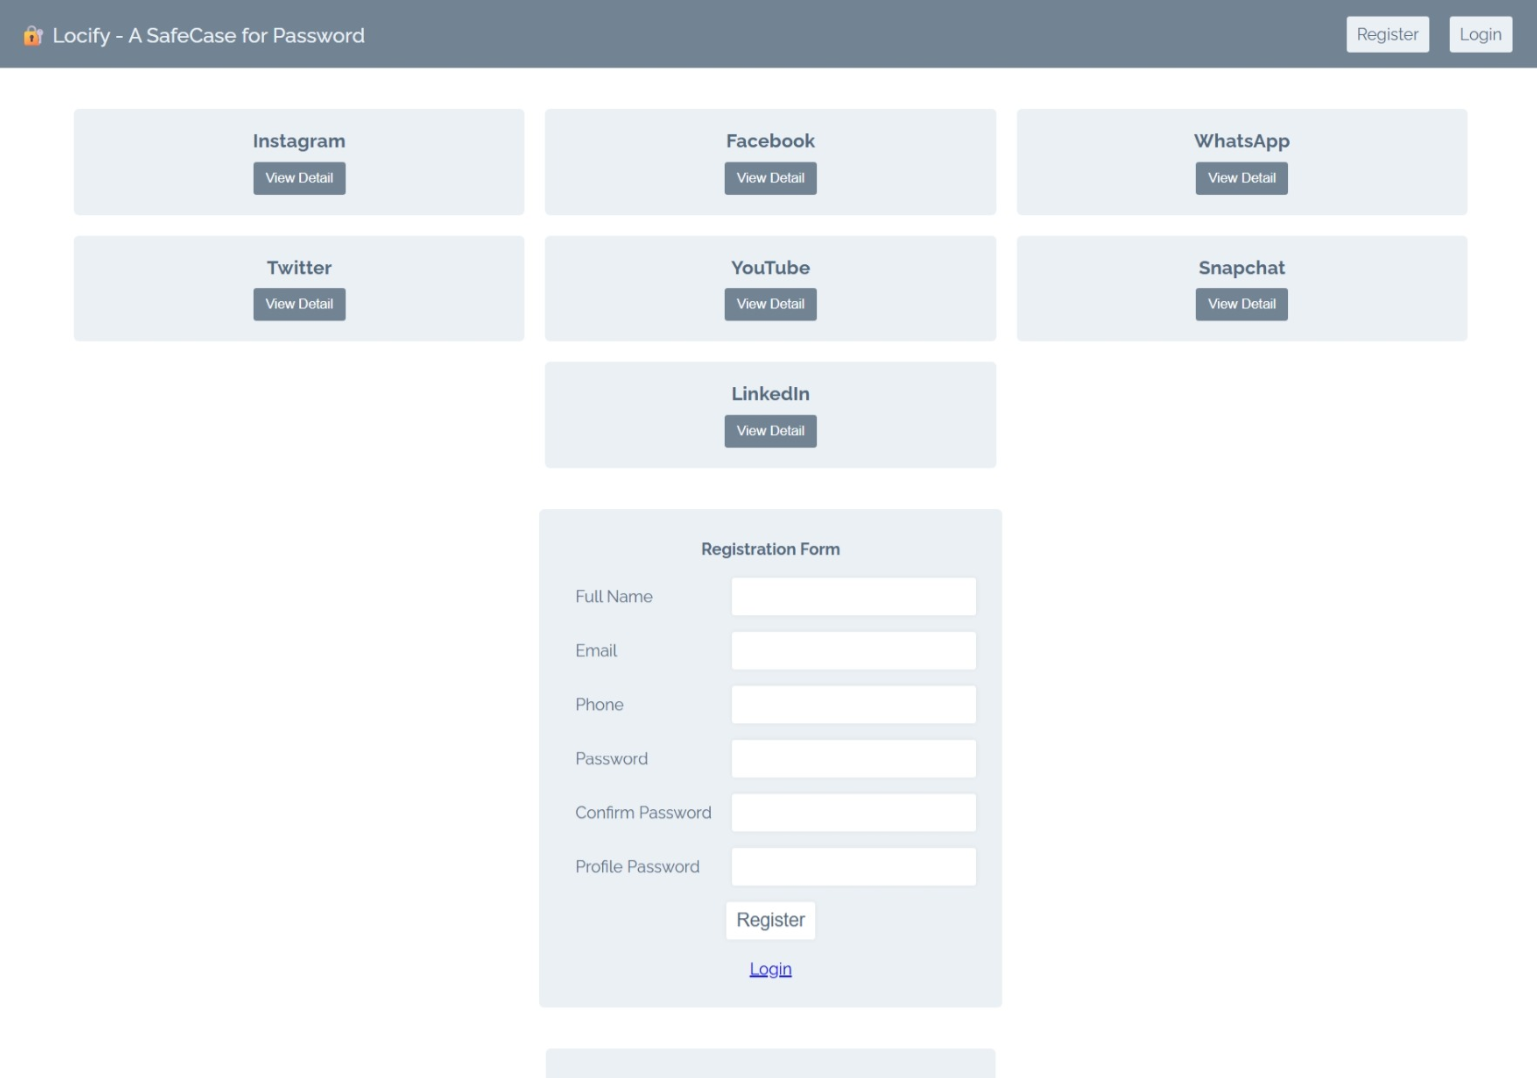 Locify - A SafeCase for Password
Register Login
Instagram Facebook WhatsApp
View Detail View Detail View Detail
Twitter YouTube Snapchat
View Detail View Detail View Detail
LinkedIn
View Detail
Registration Form
Full Name
Email
Phone
Password
Confirm Password
Profile Password
Register
Login